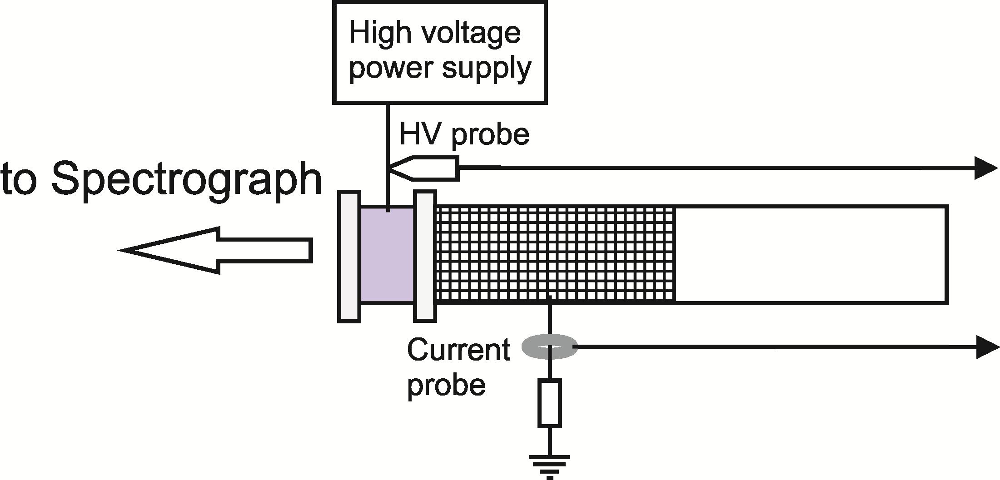 High voltage
power supply
HV probe
to Spectrograph
Current
probe